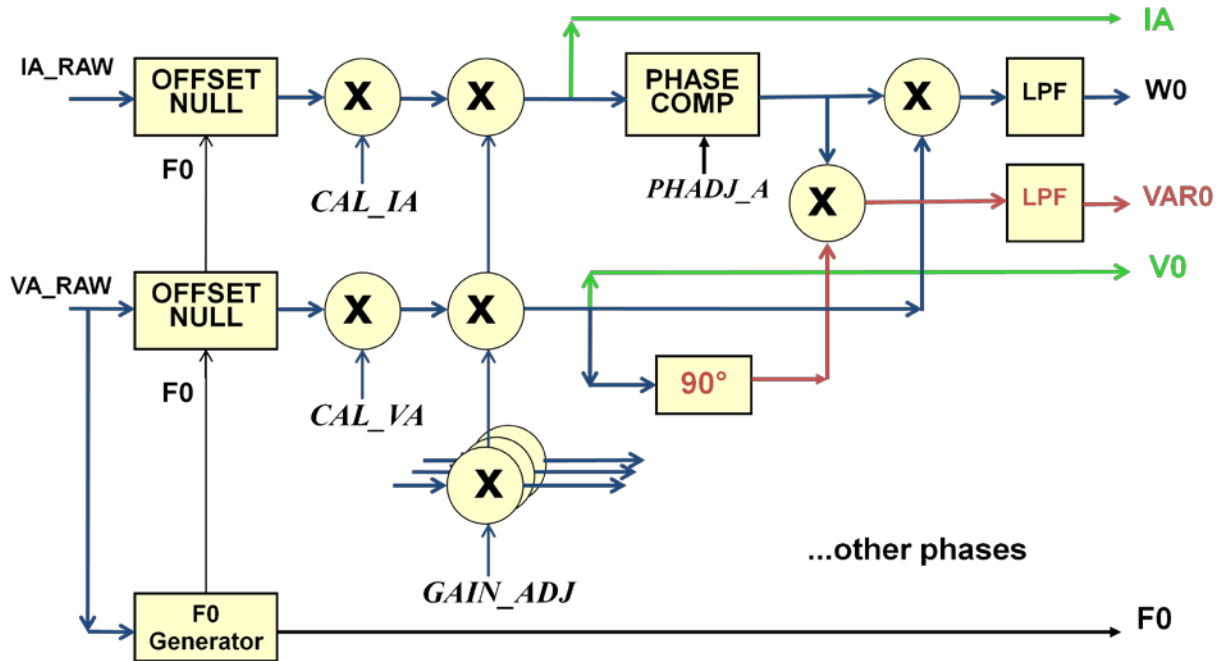 IA
IA_RAW
OFFSET
NULL
X
X
PHASE
COMP
X
LPF
W0
F0
CAL_IA
PHADJ_A
X
LPF
VAR0
VA_RAW
OFFSET
NULL
X
X
V0
F0
CAL_VA
90°
X
...other phases
GAIN_ADJ
F0
Generator
F0